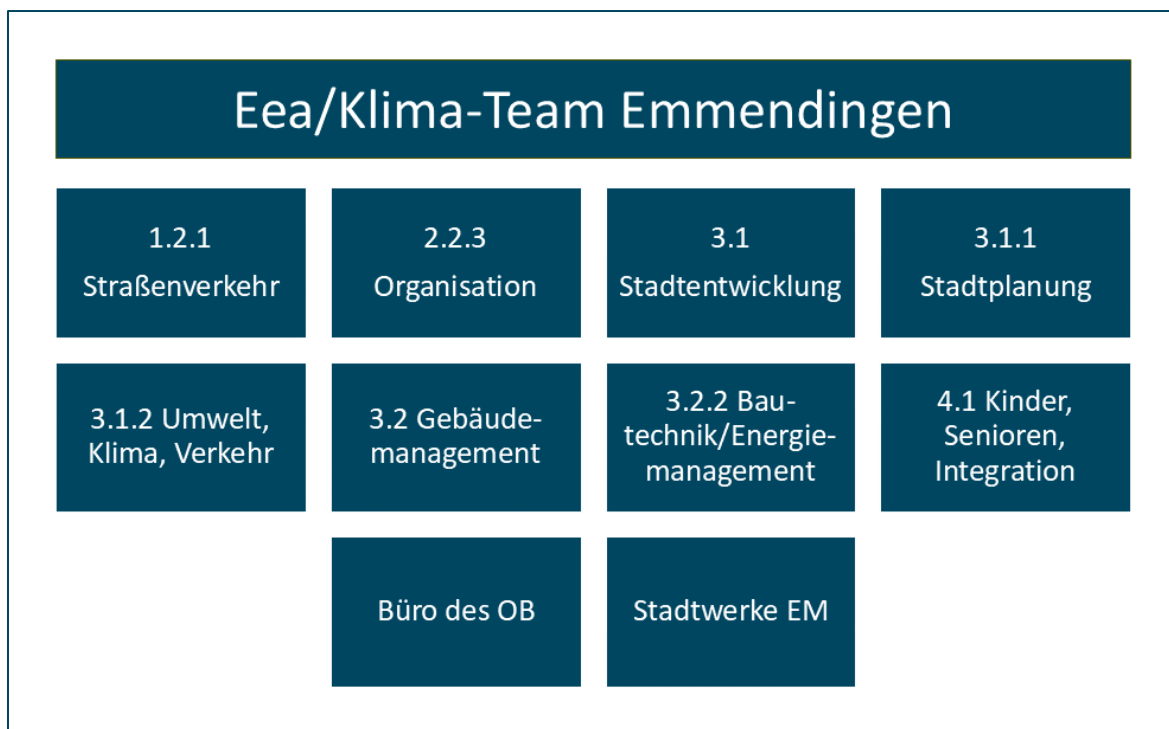 Eea/Klima-Team Emmendingen
1.2.1
Straßenverkehr
2.2.3
Organisation
3.1
Stadtentwicklung
3.1.1
Stadtplanung
3.1.2 Umwelt,
Klima, Verkehr
3.2 Gebäude-
management
3.2.2 Bau-
technik/Energie-
management
4.1 Kinder,
Senioren,
Integration
Büro des OB
Stadtwerke EM